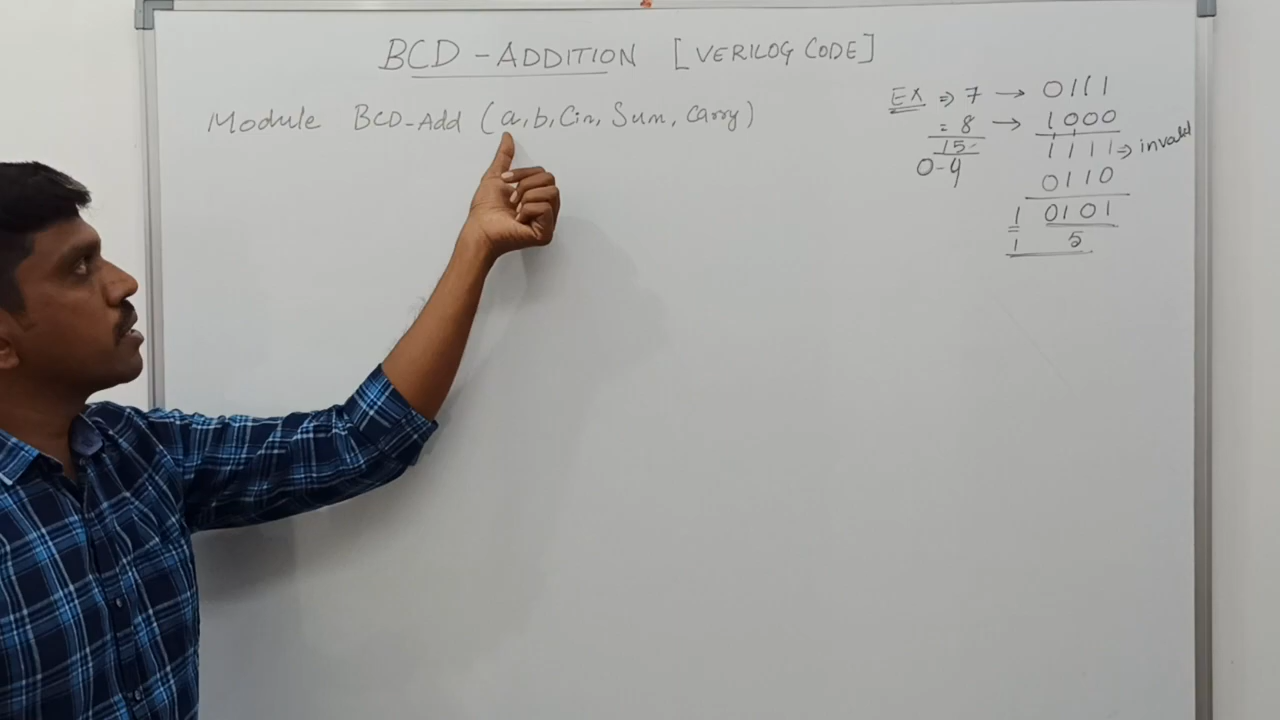 BCD - ADDITION [VERILOG CODE]
Module BCD-Add (a, b, Cin, Sum, Carry)
EX => 7 → 0111
= 8 → 1000
15
1111 => invalid
0-9
0110
1 0101
1 5